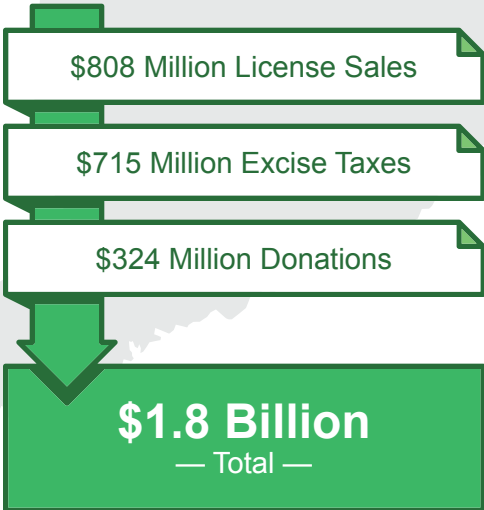 $808 Million License Sales
$715 Million Excise Taxes
$324 Million Donations
$1.8 Billion
— Total —